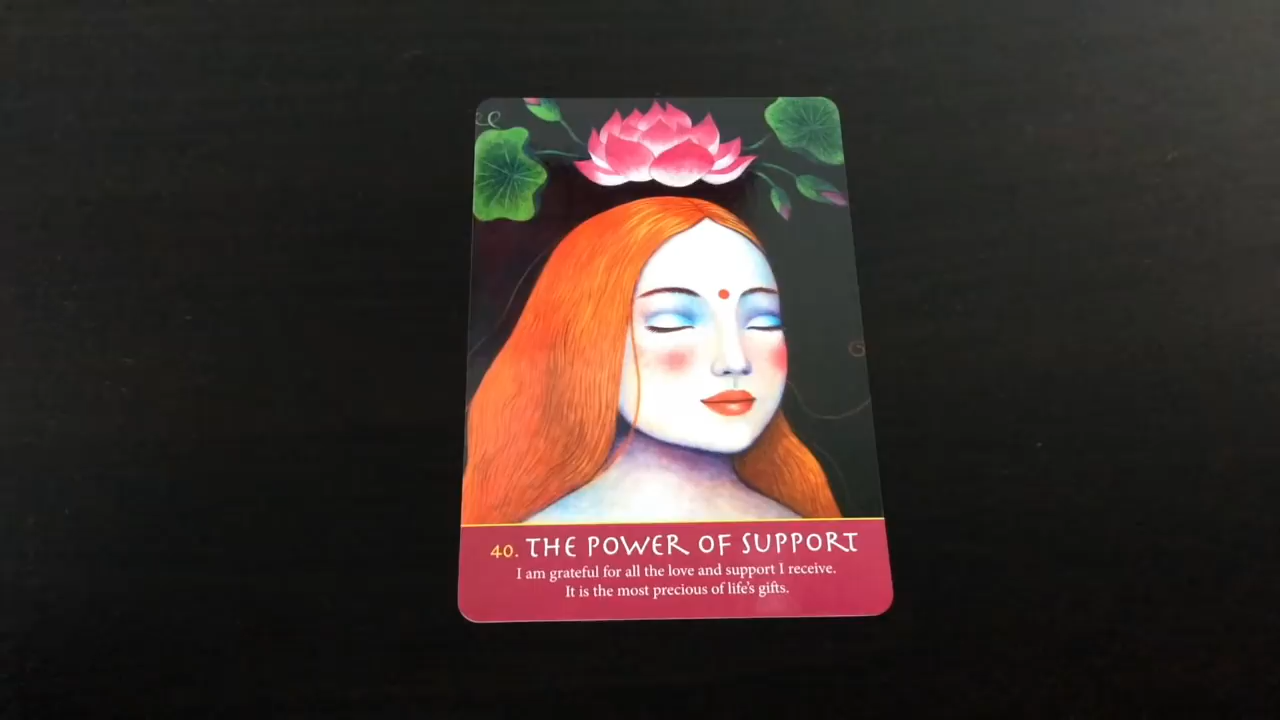 40. THE POWER OF SUPPORT
I am grateful for all the love and support I receive.
It is the most precious of life's gifts.